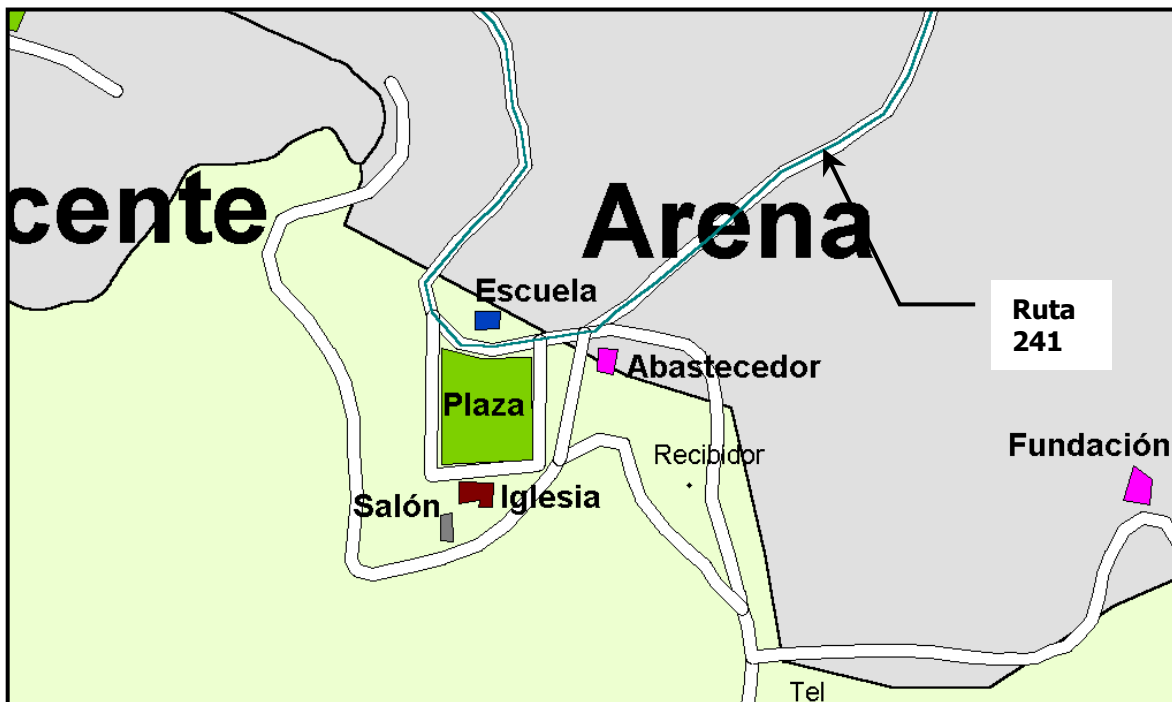 cente
Arena
Escuela
Ruta
241
Abastecedor
Plaza
Recibidor
Fundación
Salón
Iglesia
Tel